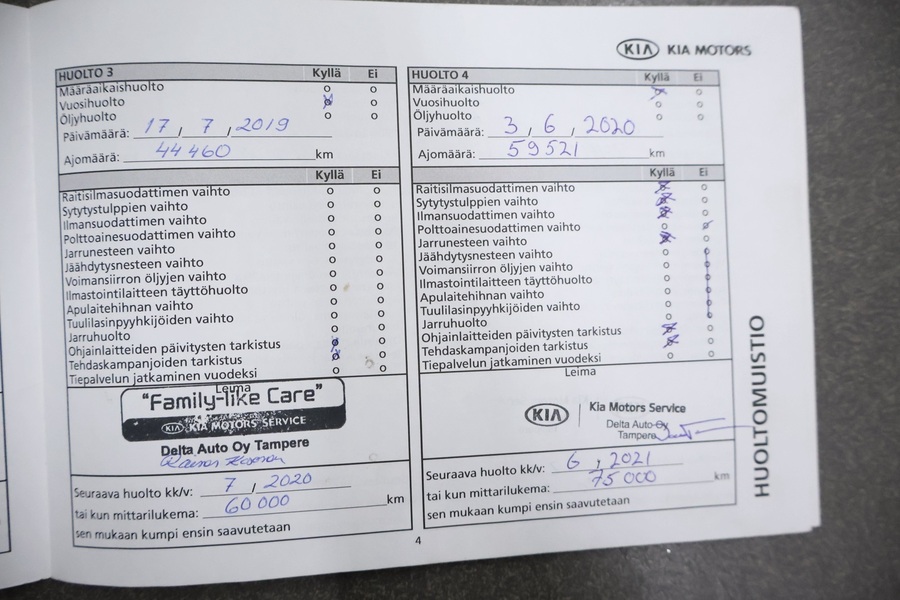 KIA KIA MOTORS
HUOLTO 3 Kyllä Ei
Määräaikaishuolto
Vuosihuolto
Öljyhuolto
Päivämäärä: 17 / 7 / 2019
Ajomäärä: 44 460 km
Kyllä Ei
Raitisilmasuodattimen vaihto
Sytytystulppien vaihto
Ilmansuodattimen vaihto
Polttoainesuodattimen vaihto
Jarrunesteen vaihto
Jäähdytysnesteen vaihto
Voimansiirron öljyjen vaihto
Ilmastointilaitteen täyttöhuolto
Apulaitehihnan vaihto
Tuulilasinpyyhkijöiden vaihto
Jarruhuolto
Ohjainlaitteiden päivitysten tarkistus
Tehdaskampanjoiden tarkistus
Tiepalvelun jatkaminen vuodeksi
Leima
"Family-like Care"
KIA KIA MOTORS SERVICE
Delta Auto Oy Tampere
Seuraava huolto kk/v: 7 / 2020
tai kun mittarilukema: 60 000 km
sen mukaan kumpi ensin saavutetaan
HUOLTO 4 Kyllä Ei
Määräaikaishuolto
Vuosihuolto
Öljyhuolto
Päivämäärä: 3 / 6 / 2020
Ajomäärä: 59 521 km
Kyllä Ei
Raitisilmasuodattimen vaihto
Sytytystulppien vaihto
Ilmansuodattimen vaihto
Polttoainesuodattimen vaihto
Jarrunesteen vaihto
Jäähdytysnesteen vaihto
Voimansiirron öljyjen vaihto
Ilmastointilaitteen täyttöhuolto
Apulaitehihnan vaihto
Tuulilasinpyyhkijöiden vaihto
Jarruhuolto
Ohjainlaitteiden päivitysten tarkistus
Tehdaskampanjoiden tarkistus
Tiepalvelun jatkaminen vuodeksi
Leima
KIA Kia Motors Service
Delta Auto Oy
Tampere
Seuraava huolto kk/v: 6 / 2021
tai kun mittarilukema: 75 000 km
sen mukaan kumpi ensin saavutetaan
4
HUOLTOMUISTIO